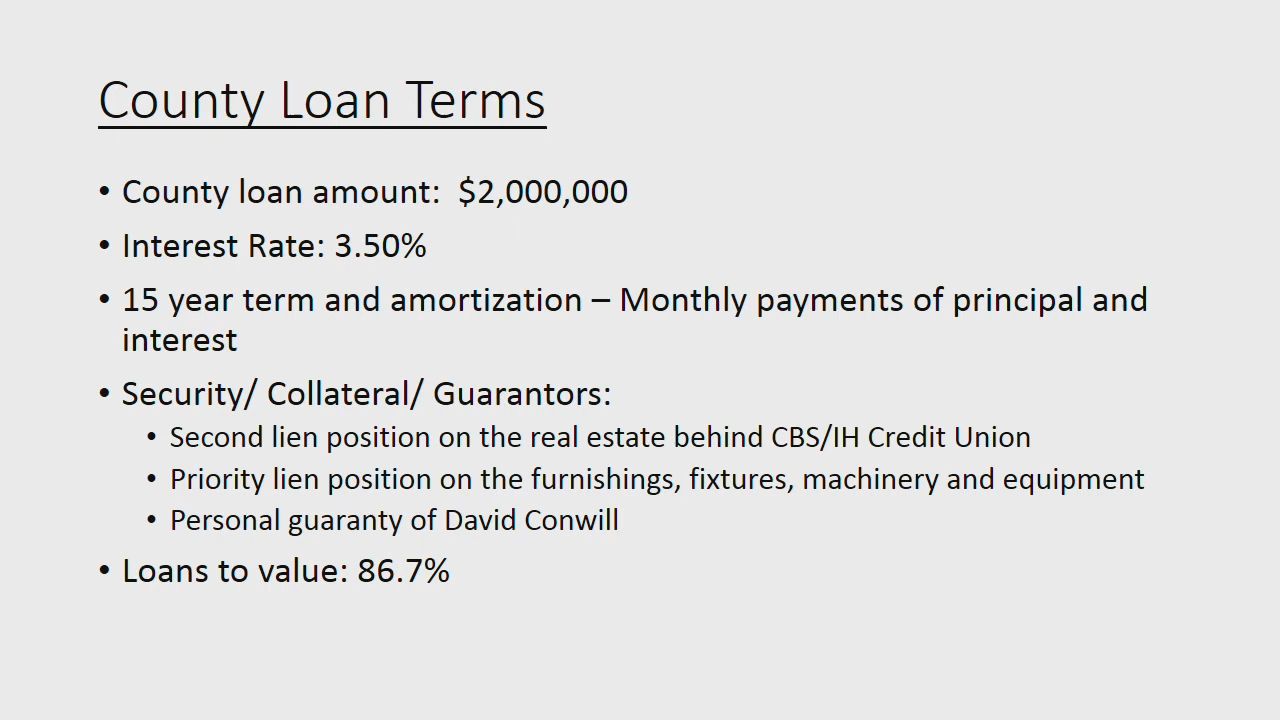 County Loan Terms
• County loan amount:  $2,000,000
• Interest Rate: 3.50%
• 15 year term and amortization – Monthly payments of principal and
interest
• Security/ Collateral/ Guarantors:
• Second lien position on the real estate behind CBS/IH Credit Union
• Priority lien position on the furnishings, fixtures, machinery and equipment
• Personal guaranty of David Conwill
• Loans to value: 86.7%